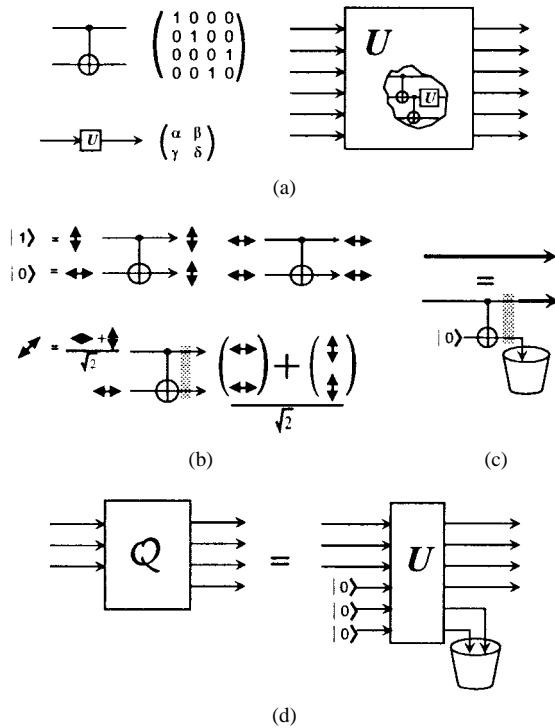 1 0 0 0
0 1 0 0
0 0 0 1
0 0 1 0
U
U
U
α β
γ δ
(a)
|1⟩ =
|0⟩ =
= + √2
+
√2
=
|0⟩
(b)
(c)
Q = U
|0⟩
|0⟩
|0⟩
(d)